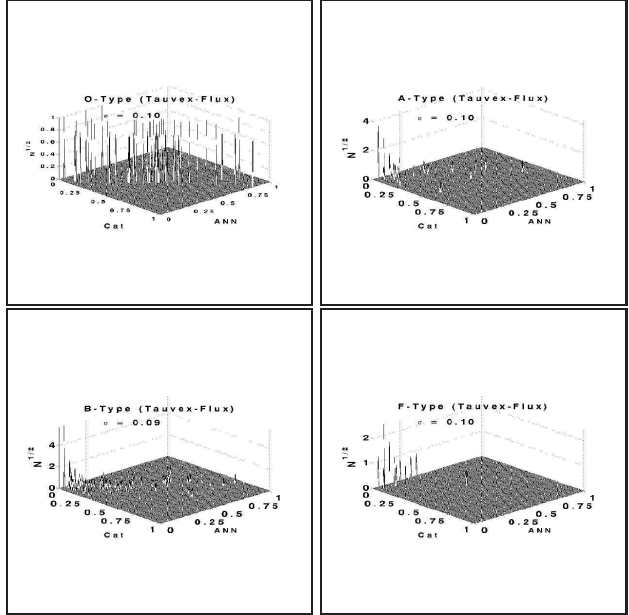 O-Type (Tauvex-Flux)
σ = 0.10
N^1/2
1
0.8
0.6
0.4
0.2
0
0
0.25
0.5
0.75
1
Cat
0
0.25
0.5
0.75
1
ANN
A-Type (Tauvex-Flux)
σ = 0.10
N^1/2
4
2
0
0
0.25
0.5
0.75
1
Cat
0
0.25
0.5
0.75
1
ANN
B-Type (Tauvex-Flux)
σ = 0.09
N^1/2
4
2
0
0
0.25
0.5
0.75
1
Cat
0
0.25
0.5
0.75
1
ANN
F-Type (Tauvex-Flux)
σ = 0.10
N^1/2
2
1
0
0
0.25
0.5
0.75
1
Cat
0
0.25
0.5
0.75
1
ANN